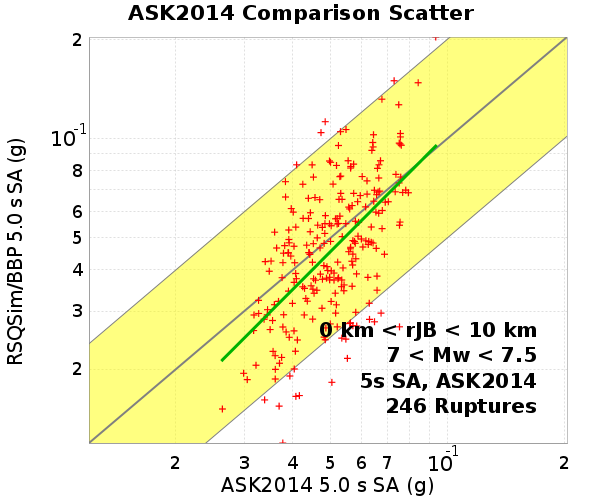 ASK2014 Comparison Scatter
2
10-1
8
6
5
4
3
2
RSQSim/BBP 5.0 s SA (g)
0 km < rJB < 10 km
7 < Mw < 7.5
5s SA, ASK2014
246 Ruptures
2 3 4 5 6 7 10-1 2
ASK2014 5.0 s SA (g)